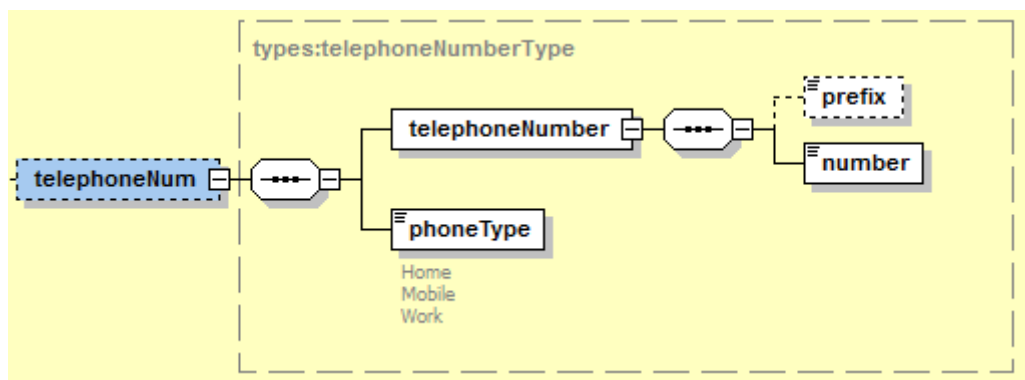 types:telephoneNumberType
prefix
telephoneNumber
number
telephoneNum
phoneType
Home
Mobile
Work